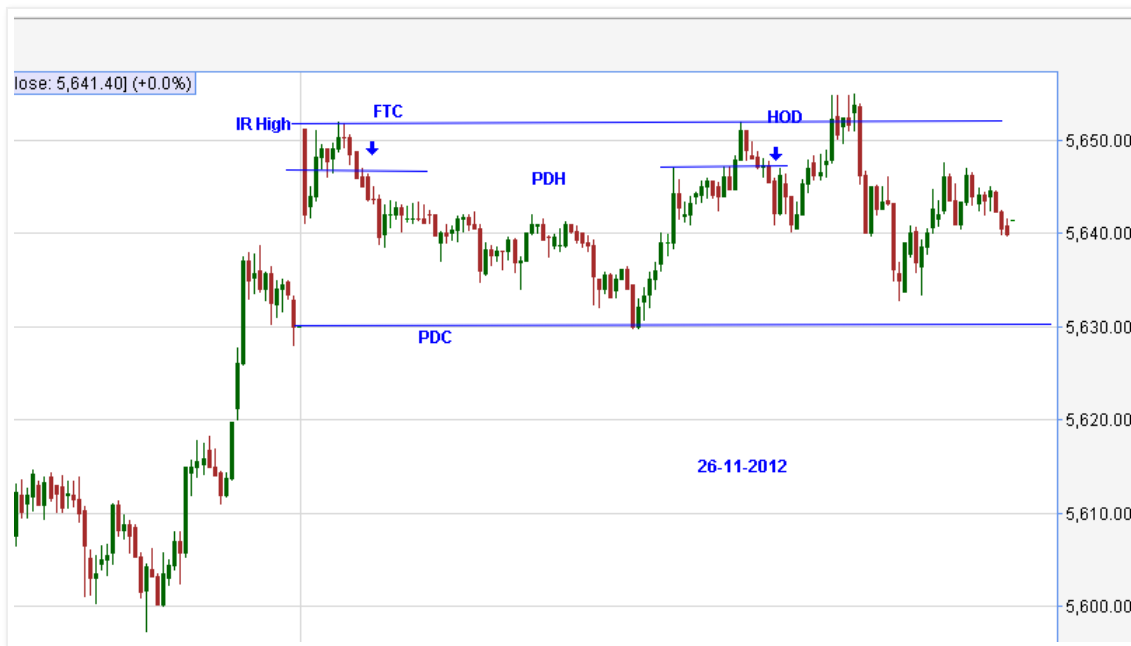 lose: 5,641.40] (+0.0%)
FTC
IR High
HOD
5,650.00
PDH
5,640.00
5,630.00
PDC
5,620.00
26-11-2012
5,610.00
5,600.00